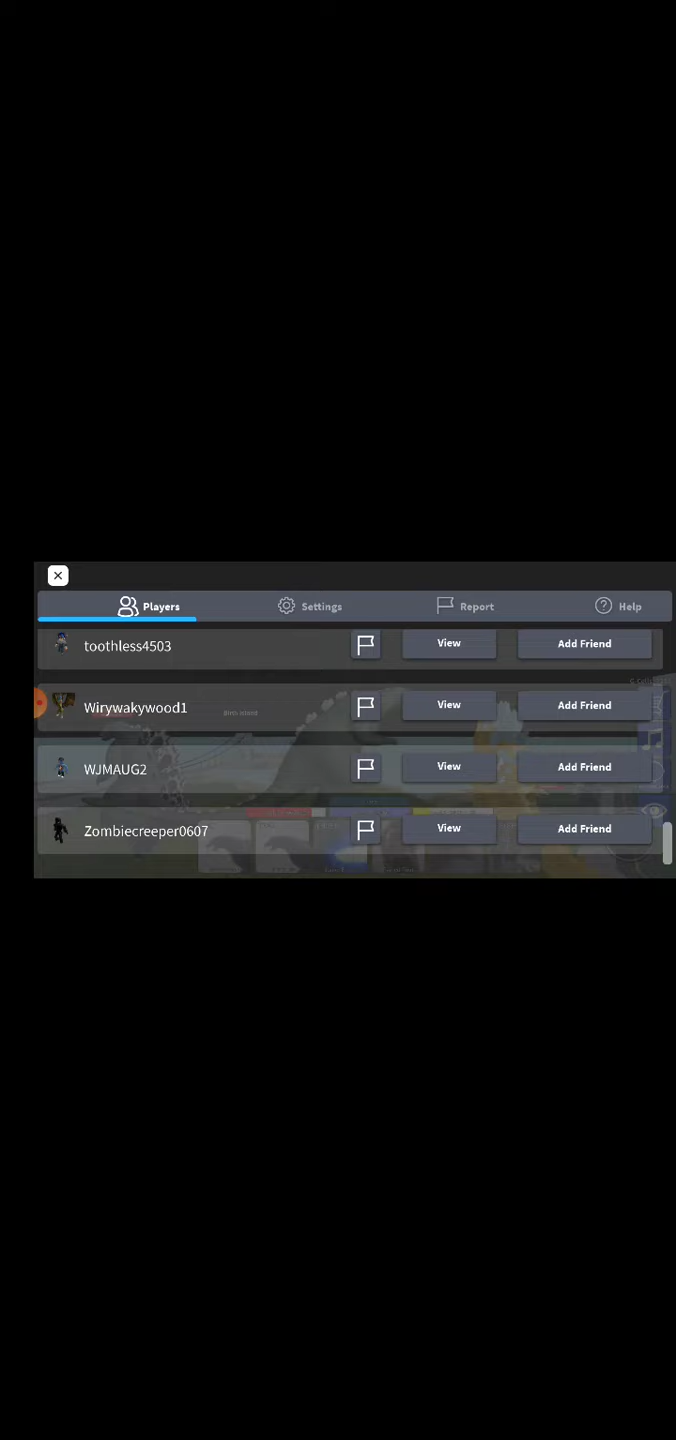 Players Settings Report Help
toothless4503 View Add Friend
Wirywakywood1 View Add Friend
WJMAUG2 View Add Friend
Zombiecreeper0607 View Add Friend